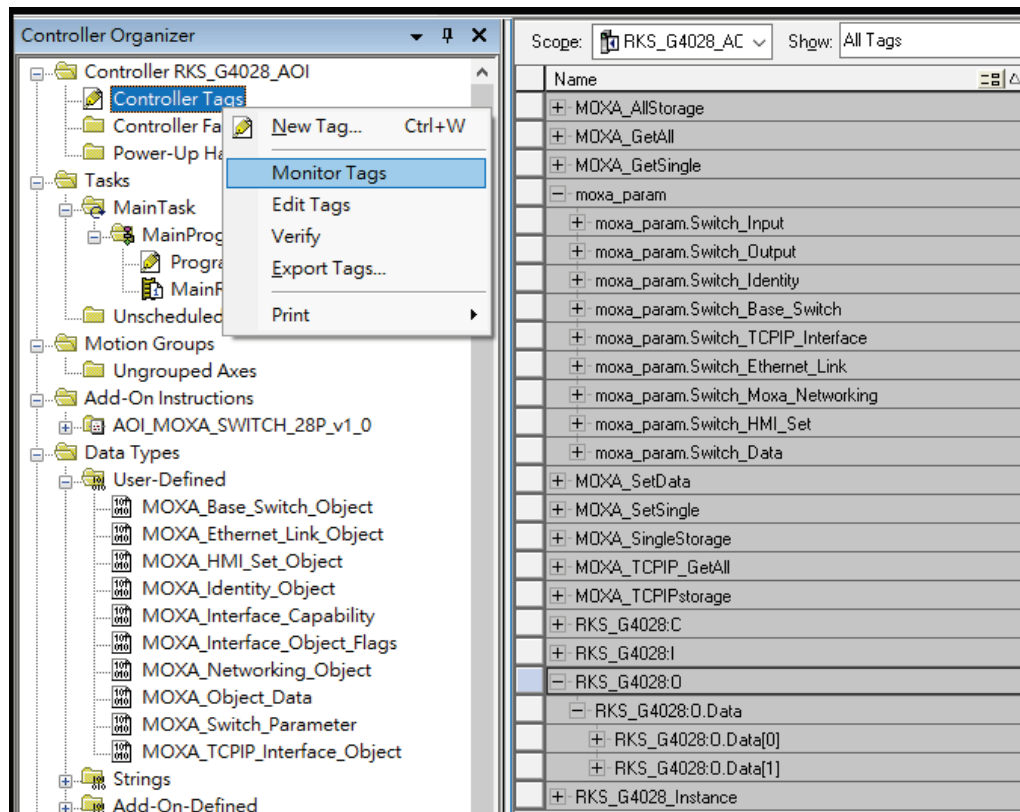 Controller Organizer
Controller RKS_G4028_AOI
Controller Tags
Controller Fa
Power-Up Ha
Tasks
MainTask
MainProg
Progra
MainR
Unscheduled
Motion Groups
Ungrouped Axes
Add-On Instructions
AOI_MOXA_SWITCH_28P_v1_0
Data Types
User-Defined
MOXA_Base_Switch_Object
MOXA_Ethernet_Link_Object
MOXA_HMI_Set_Object
MOXA_Identity_Object
MOXA_Interface_Capability
MOXA_Interface_Object_Flags
MOXA_Networking_Object
MOXA_Object_Data
MOXA_Switch_Parameter
MOXA_TCPIP_Interface_Object
Strings
Add-On-Defined
New Tag... Ctrl+W
Monitor Tags
Edit Tags
Verify
Export Tags...
Print
Scope: RKS_G4028_AC Show: All Tags
Name
MOXA_AllStorage
MOXA_GetAll
MOXA_GetSingle
moxa_param
moxa_param.Switch_Input
moxa_param.Switch_Output
moxa_param.Switch_Identity
moxa_param.Switch_Base_Switch
moxa_param.Switch_TCPIP_Interface
moxa_param.Switch_Ethernet_Link
moxa_param.Switch_Moxa_Networking
moxa_param.Switch_HMI_Set
moxa_param.Switch_Data
MOXA_SetData
MOXA_SetSingle
MOXA_SingleStorage
MOXA_TCPIP_GetAll
MOXA_TCPIPstorage
RKS_G4028:C
RKS_G4028:I
RKS_G4028:O
RKS_G4028:O.Data
RKS_G4028:O.Data[0]
RKS_G4028:O.Data[1]
RKS_G4028_Instance